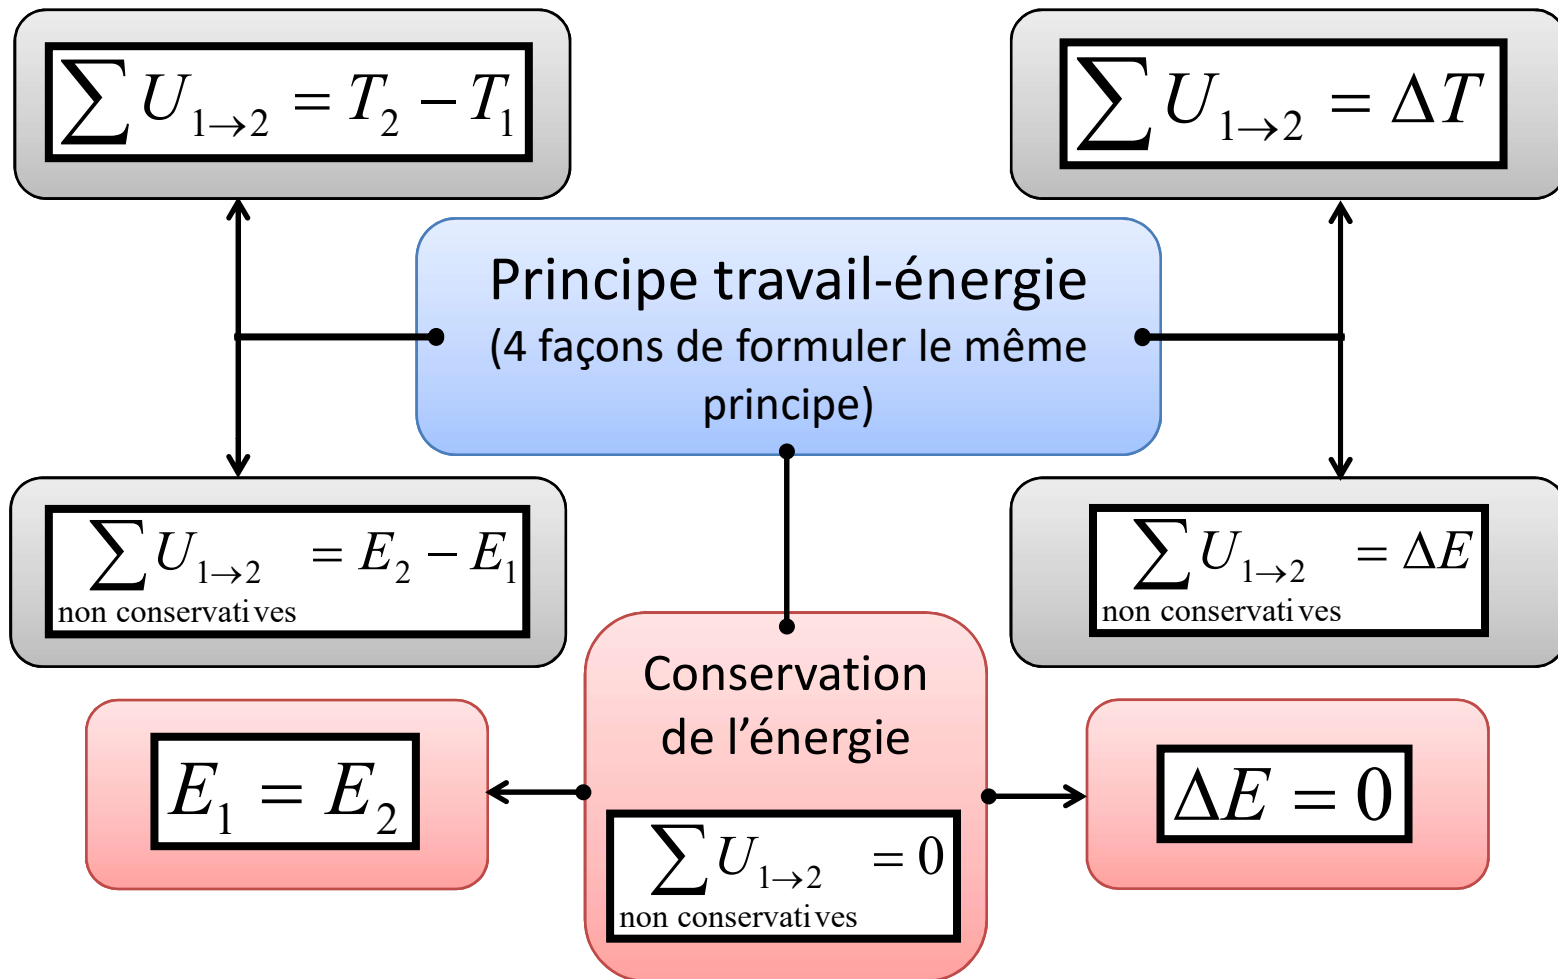 ∑ U₁→₂ = T₂ − T₁
∑ U₁→₂ = ΔT
Principe travail-énergie
(4 façons de formuler le même
principe)
∑ U₁→₂ = E₂ − E₁
non conservatives
∑ U₁→₂ = ΔE
non conservatives
Conservation
de l’énergie
E₁ = E₂
ΔE = 0
∑ U₁→₂ = 0
non conservatives